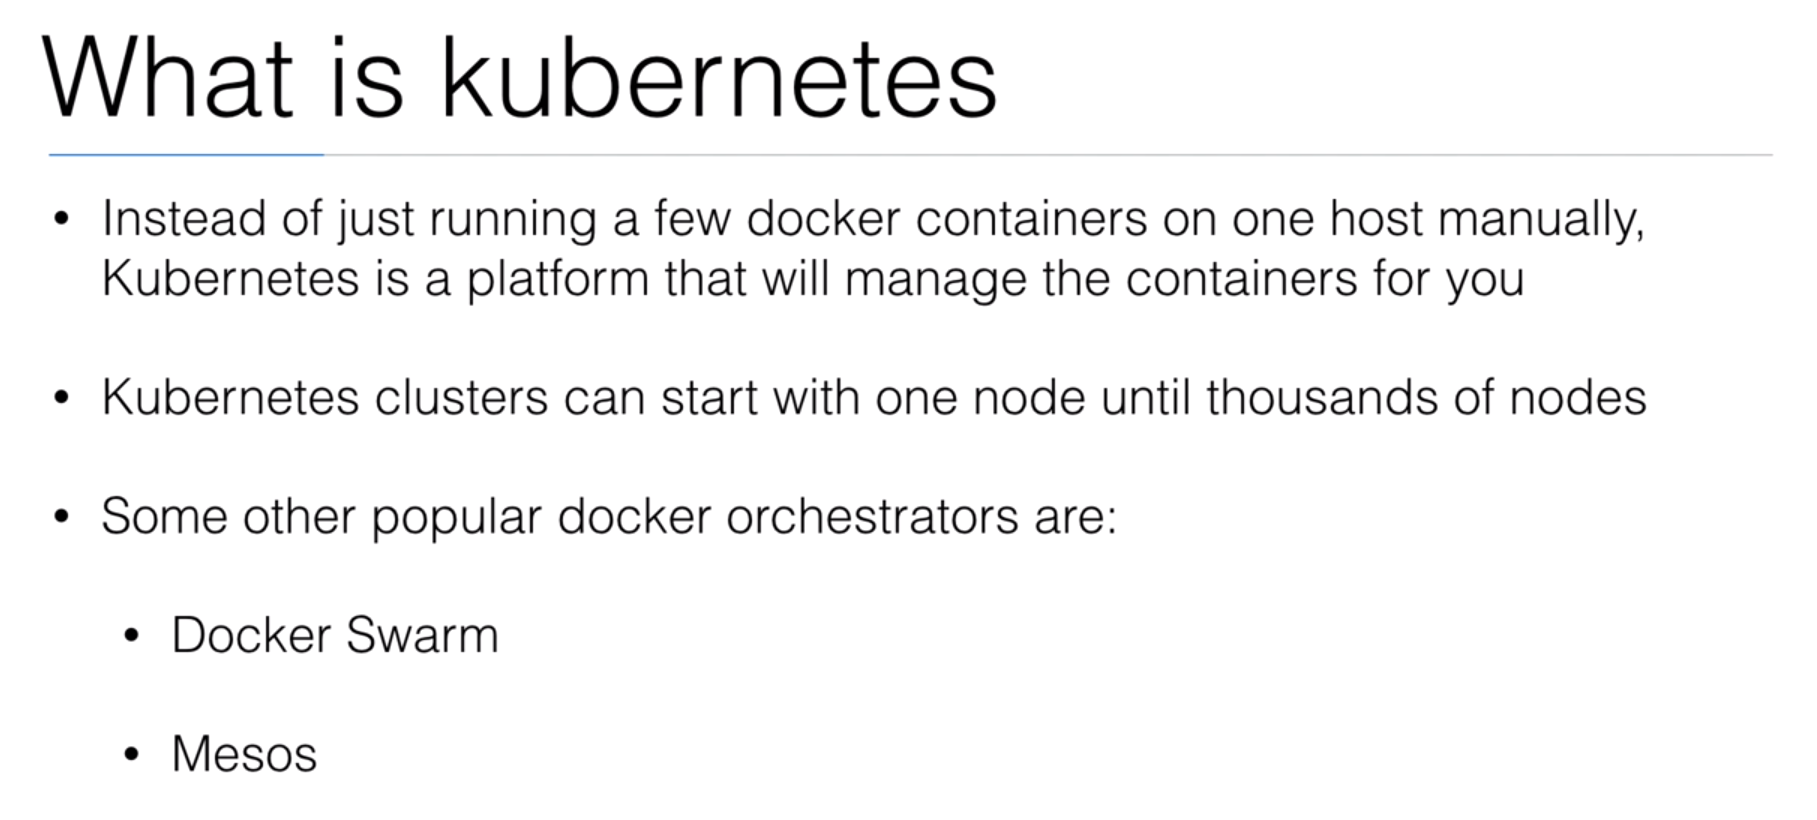 What is kubernetes
• Instead of just running a few docker containers on one host manually,
Kubernetes is a platform that will manage the containers for you
• Kubernetes clusters can start with one node until thousands of nodes
• Some other popular docker orchestrators are:
• Docker Swarm
• Mesos